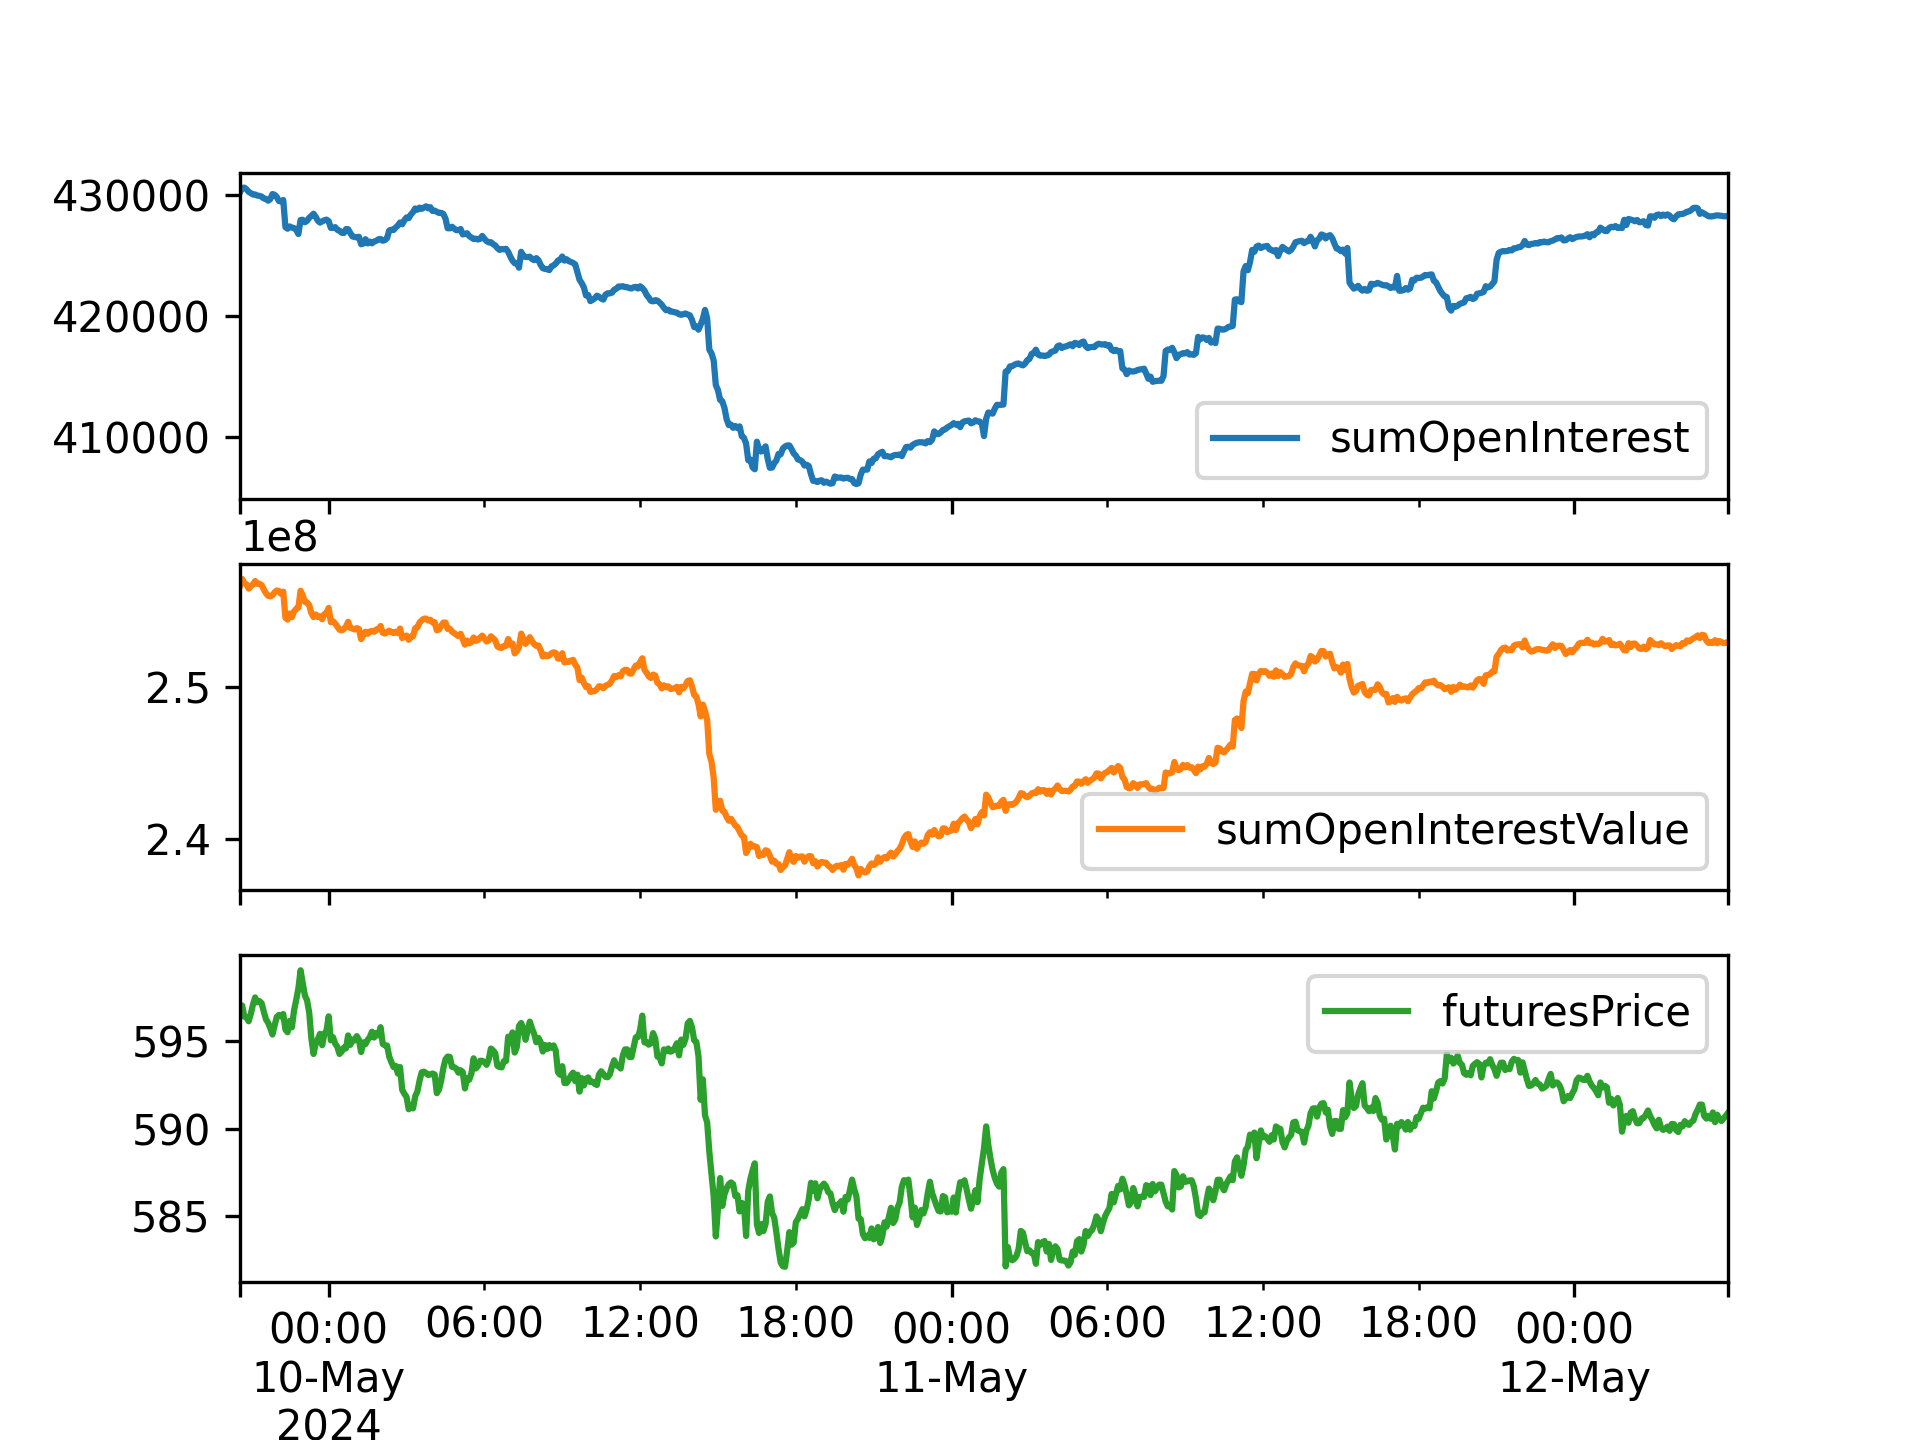 430000
420000
410000
sumOpenInterest
1e8
2.5
2.4
sumOpenInterestValue
595
590
585
futuresPrice
00:00 06:00 12:00 18:00 00:00 06:00 12:00 18:00 00:00
10-May 11-May 12-May
2024